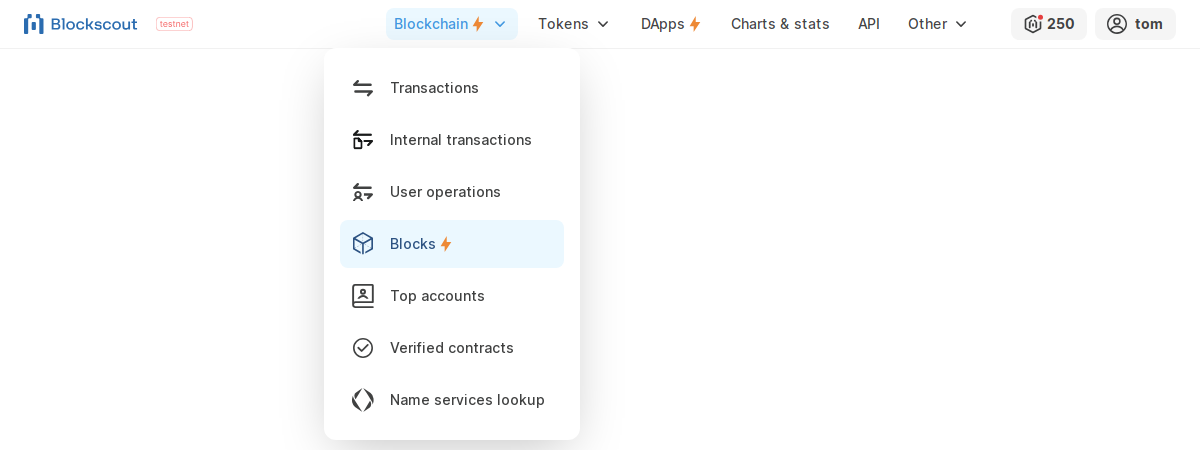 Blockscout testnet Blockchain Tokens DApps Charts & stats API Other 250 tom
Transactions
Internal transactions
User operations
Blocks
Top accounts
Verified contracts
Name services lookup